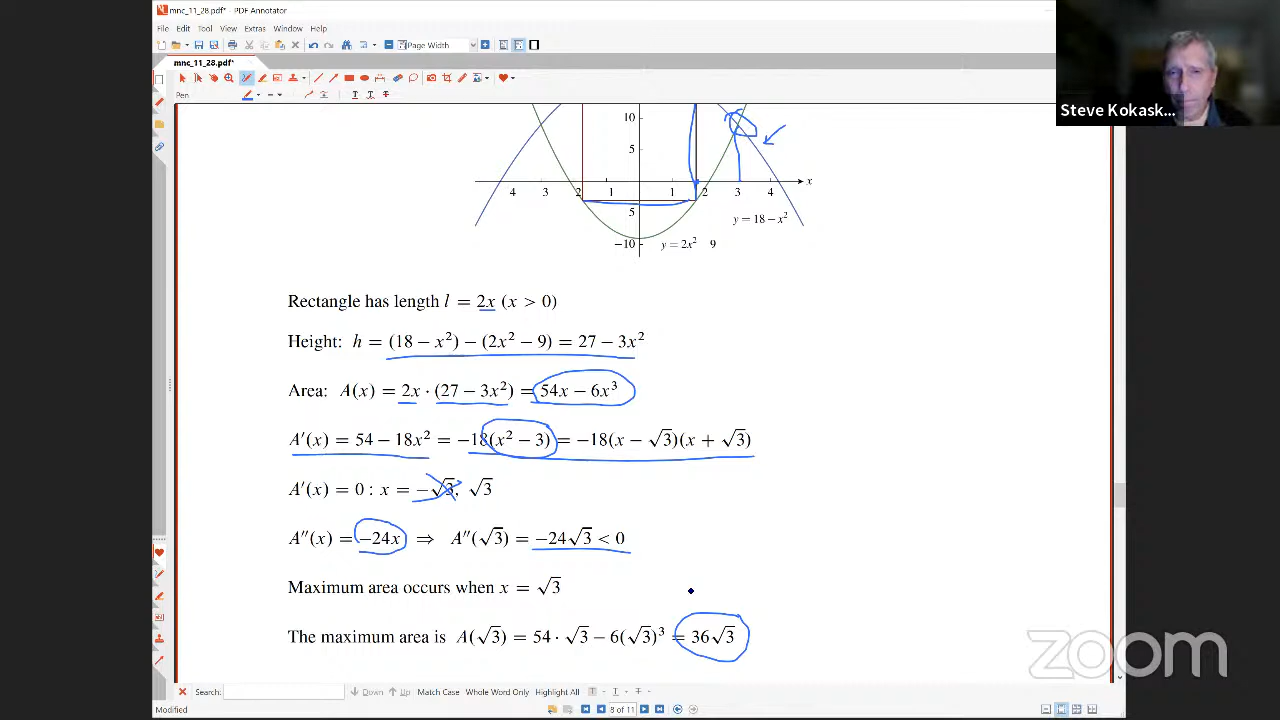 mnc_11_28.pdf* - PDF Annotator
File Edit Tool View Extras Window Help
Page Width
mnc_11_28.pdf*
Pen
Steve Kokask...
10
5
4 3 2 1 1 2 3 4 x
5
−10
y = 18 − x²
y = 2x² 9
Rectangle has length l = 2x (x > 0)
Height: h = (18 − x²) − (2x² − 9) = 27 − 3x²
Area: A(x) = 2x · (27 − 3x²) = 54x − 6x³
A′(x) = 54 − 18x² = −18(x² − 3) = −18(x − √3)(x + √3)
A′(x) = 0 : x = −√3, √3
A″(x) = −24x ⇒ A″(√3) = −24√3 < 0
Maximum area occurs when x = √3
The maximum area is A(√3) = 54 · √3 − 6(√3)³ = 36√3
zoom
Search: Down Up Match Case Whole Word Only Highlight All
Modified
8 of 11